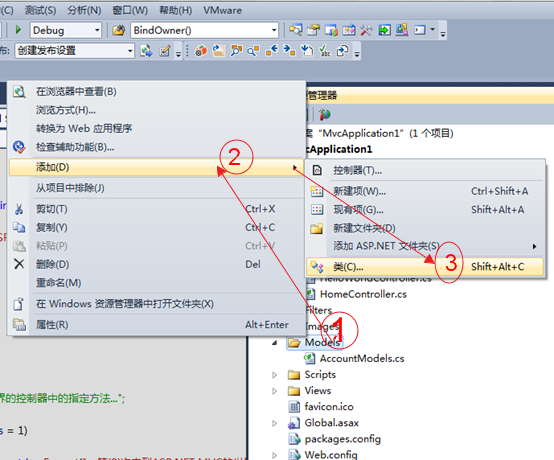 (C) 测试(S) 分析(N) 窗口(W) 帮助(H) VMware
Debug BindOwner()
布: 创建发布设置
管理器
案 "MvcApplication1" (1 个项目)
vcApplication1
在浏览器中查看(B)
浏览方式(H)...
转换为 Web 应用程序
检查辅助功能(B)...
添加(D)
从项目中排除(J)
剪切(T) Ctrl+X
复制(Y) Ctrl+C
粘贴(P) Ctrl+V
删除(D) Del
重命名(M)
在 Windows 资源管理器中打开文件夹(X)
属性(R) Alt+Enter
控制器(T)...
新建项(W)... Ctrl+Shift+A
现有项(G)... Shift+Alt+A
新建文件夹(D)
添加 ASP.NET 文件夹(S)
类(C)... Shift+Alt+C
2
3
1
HelloWorldController.cs
HomeController.cs
Filters
Images
Models
AccountModels.cs
Scripts
Views
favicon.ico
Global.asax
packages.config
Web.config
界的控制器中的指定方法...";
s = 1)